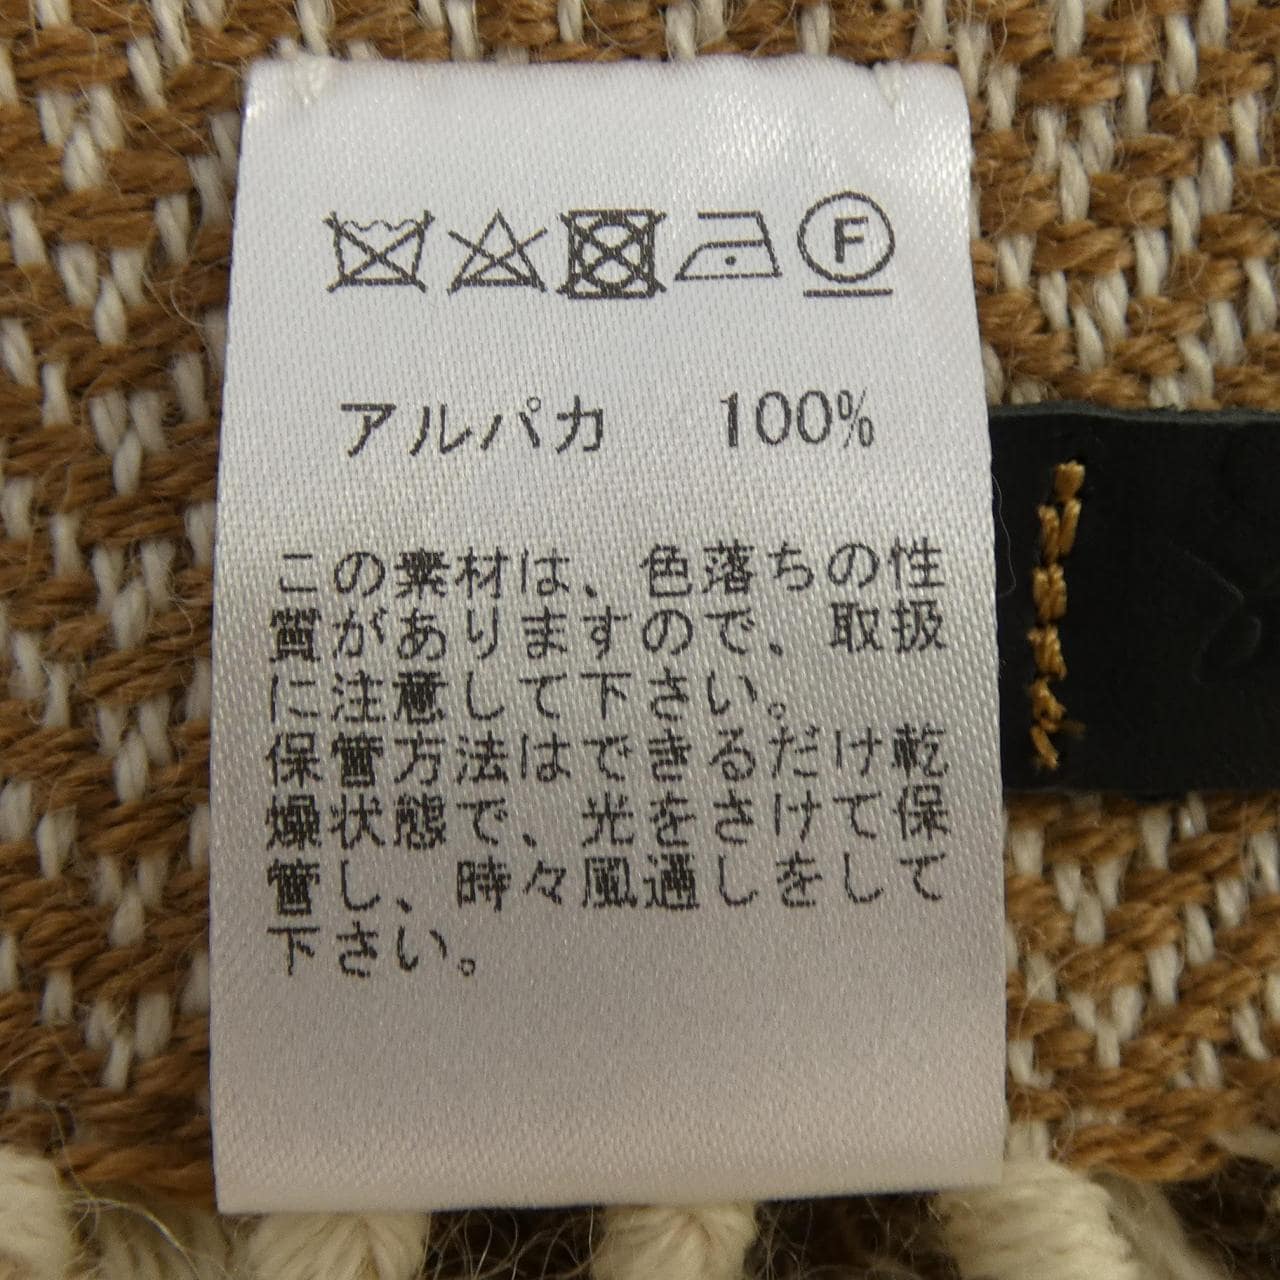 F
アルパカ 100%
この素材は、色落ちの性
質がありますので、取扱
に注意して下さい。
保管方法はできるだけ乾
燥状態で、光をさけて保
管し、時々風通しをして
下さい。